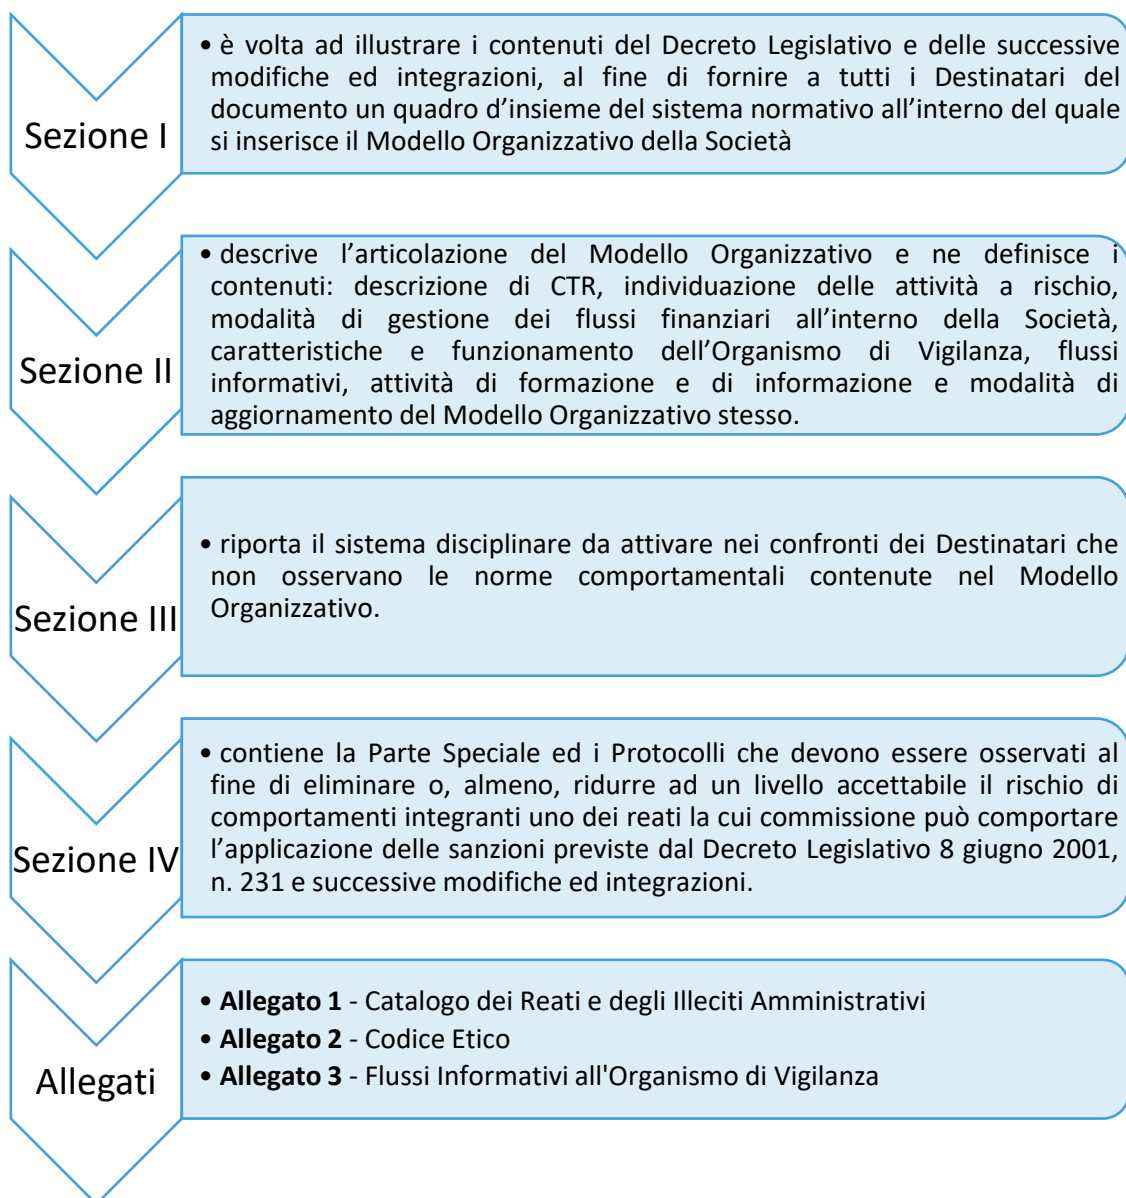 Sezione I
• è volta ad illustrare i contenuti del Decreto Legislativo e delle successive
modifiche ed integrazioni, al fine di fornire a tutti i Destinatari del
documento un quadro d’insieme del sistema normativo all’interno del quale
si inserisce il Modello Organizzativo della Società
Sezione II
• descrive l’articolazione del Modello Organizzativo e ne definisce i
contenuti: descrizione di CTR, individuazione delle attività a rischio,
modalità di gestione dei flussi finanziari all’interno della Società,
caratteristiche e funzionamento dell’Organismo di Vigilanza, flussi
informativi, attività di formazione e di informazione e modalità di
aggiornamento del Modello Organizzativo stesso.
Sezione III
• riporta il sistema disciplinare da attivare nei confronti dei Destinatari che
non osservano le norme comportamentali contenute nel Modello
Organizzativo.
Sezione IV
• contiene la Parte Speciale ed i Protocolli che devono essere osservati al
fine di eliminare o, almeno, ridurre ad un livello accettabile il rischio di
comportamenti integranti uno dei reati la cui commissione può comportare
l’applicazione delle sanzioni previste dal Decreto Legislativo 8 giugno 2001,
n. 231 e successive modifiche ed integrazioni.
Allegati
• Allegato 1 - Catalogo dei Reati e degli Illeciti Amministrativi
• Allegato 2 - Codice Etico
• Allegato 3 - Flussi Informativi all'Organismo di Vigilanza